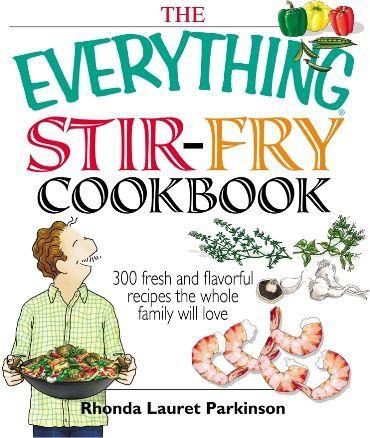 THE
EVERYTHING®
STIR-FRY
COOKBOOK
300 fresh and flavorful
recipes the whole
family will love
Rhonda Lauret Parkinson